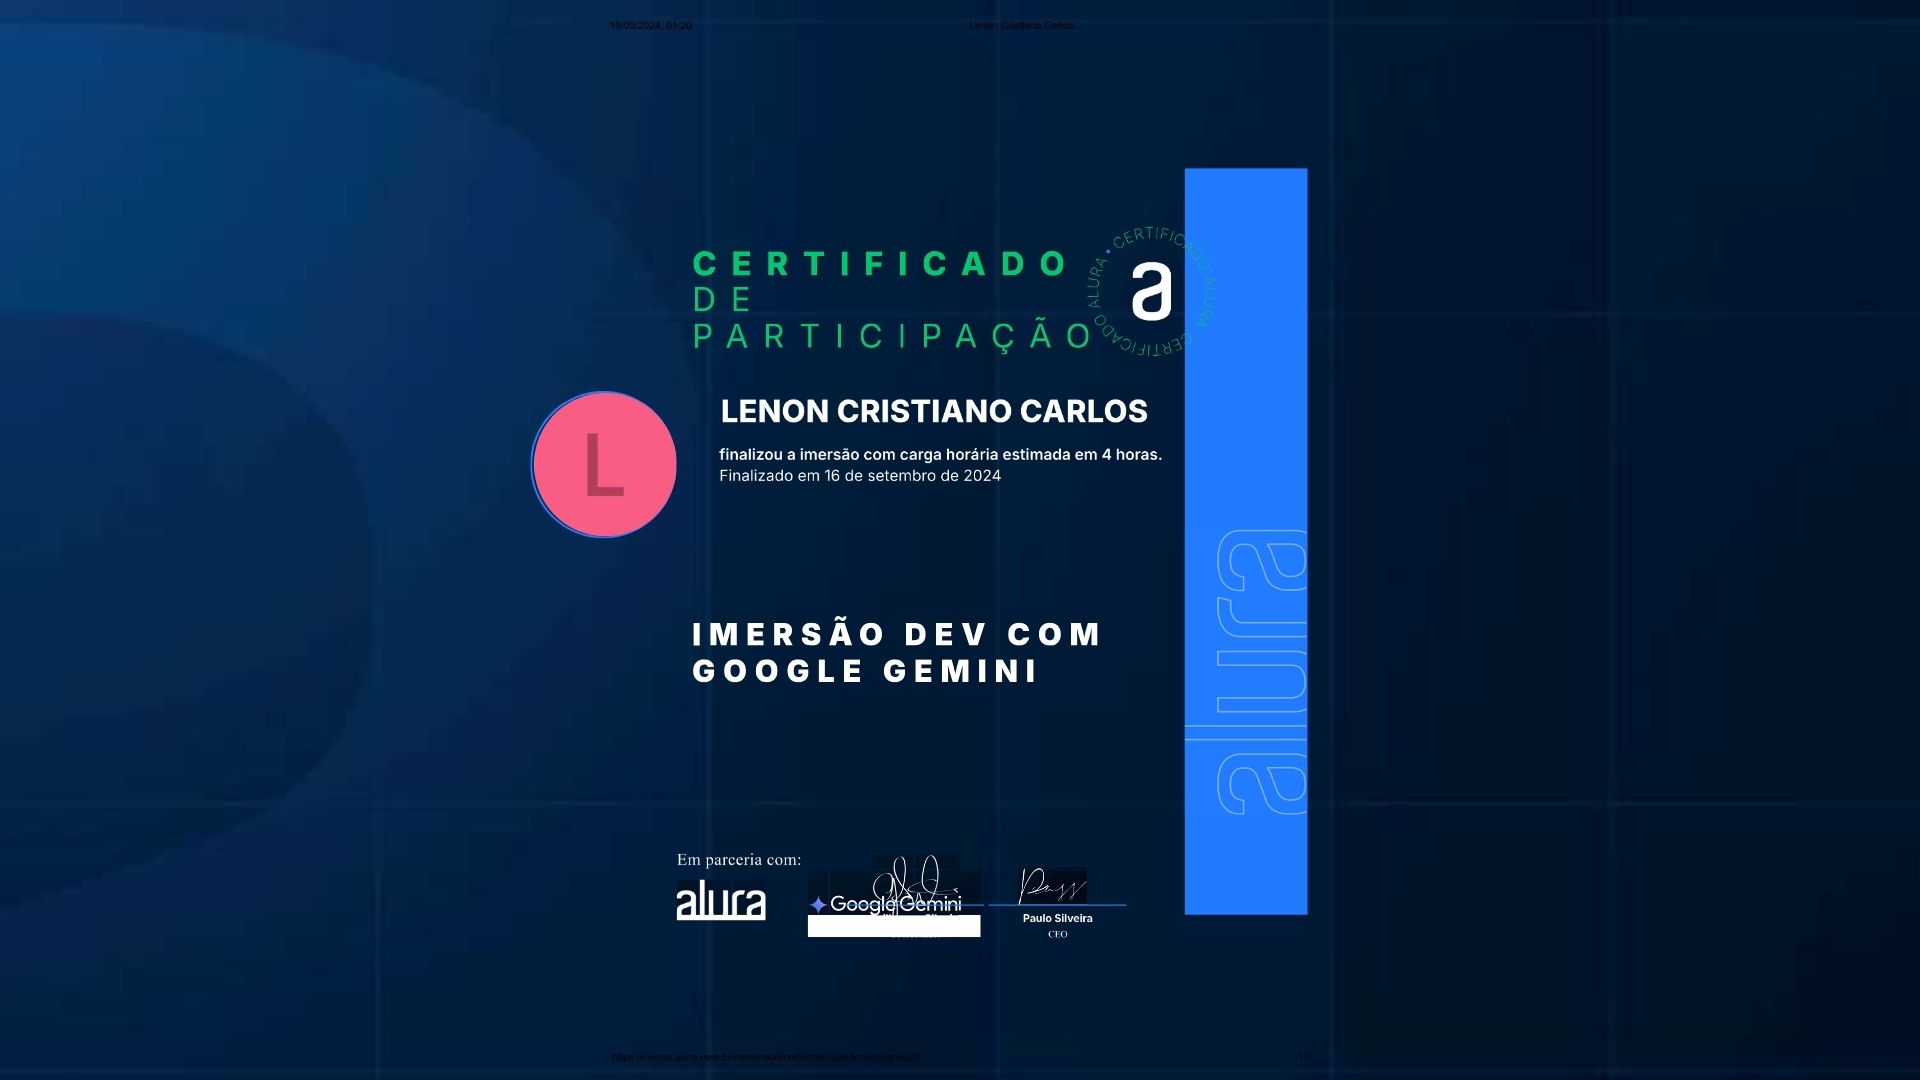 19/09/2024, 01:20
Lenon Cristiano Carlos
CERTIFICADO
DE
PARTICIPAÇÃO
CERTIFICADO ALURA • CERTIFICADO ALURA •
a
L
LENON CRISTIANO CARLOS
finalizou a imersão com carga horária estimada em 4 horas.
Finalizado em 16 de setembro de 2024
IMERSÃO DEV COM
GOOGLE GEMINI
alura
Em parceria com:
alura
Google Gemini
Paulo Silveira
CEO
1/1